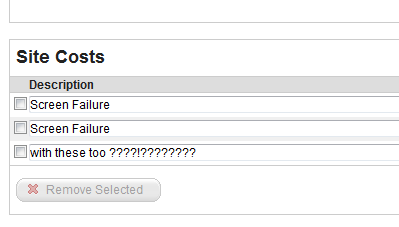 Site Costs
Description
Screen Failure
Screen Failure
with these too ????!????????
Remove Selected